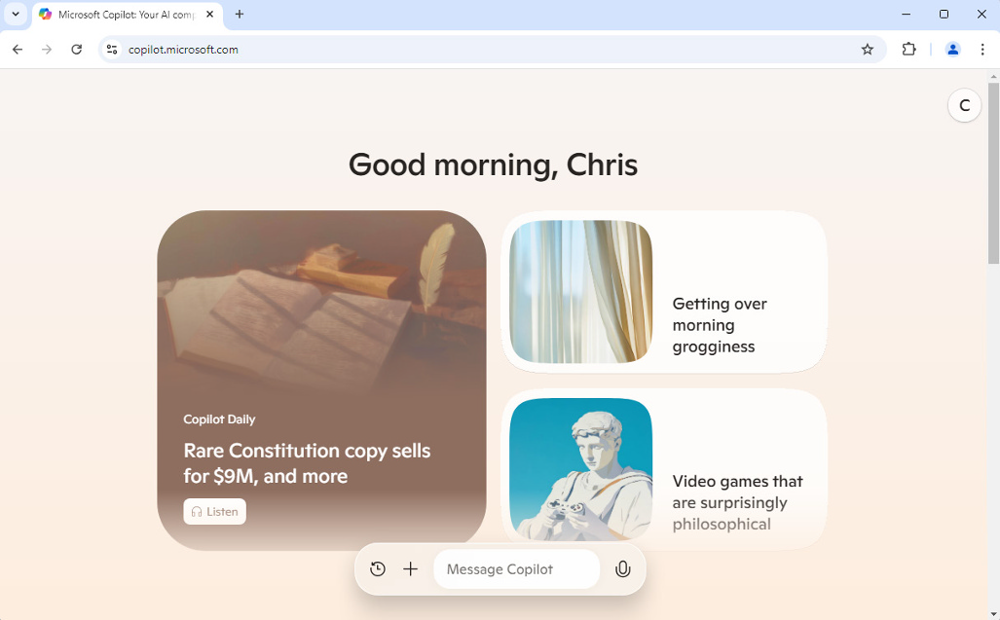 Microsoft Copilot: Your AI comp
copilot.microsoft.com
C
Good morning, Chris
Copilot Daily
Rare Constitution copy sells
for $9M, and more
Listen
Getting over
morning
grogginess
Video games that
are surprisingly
philosophical
Message Copilot